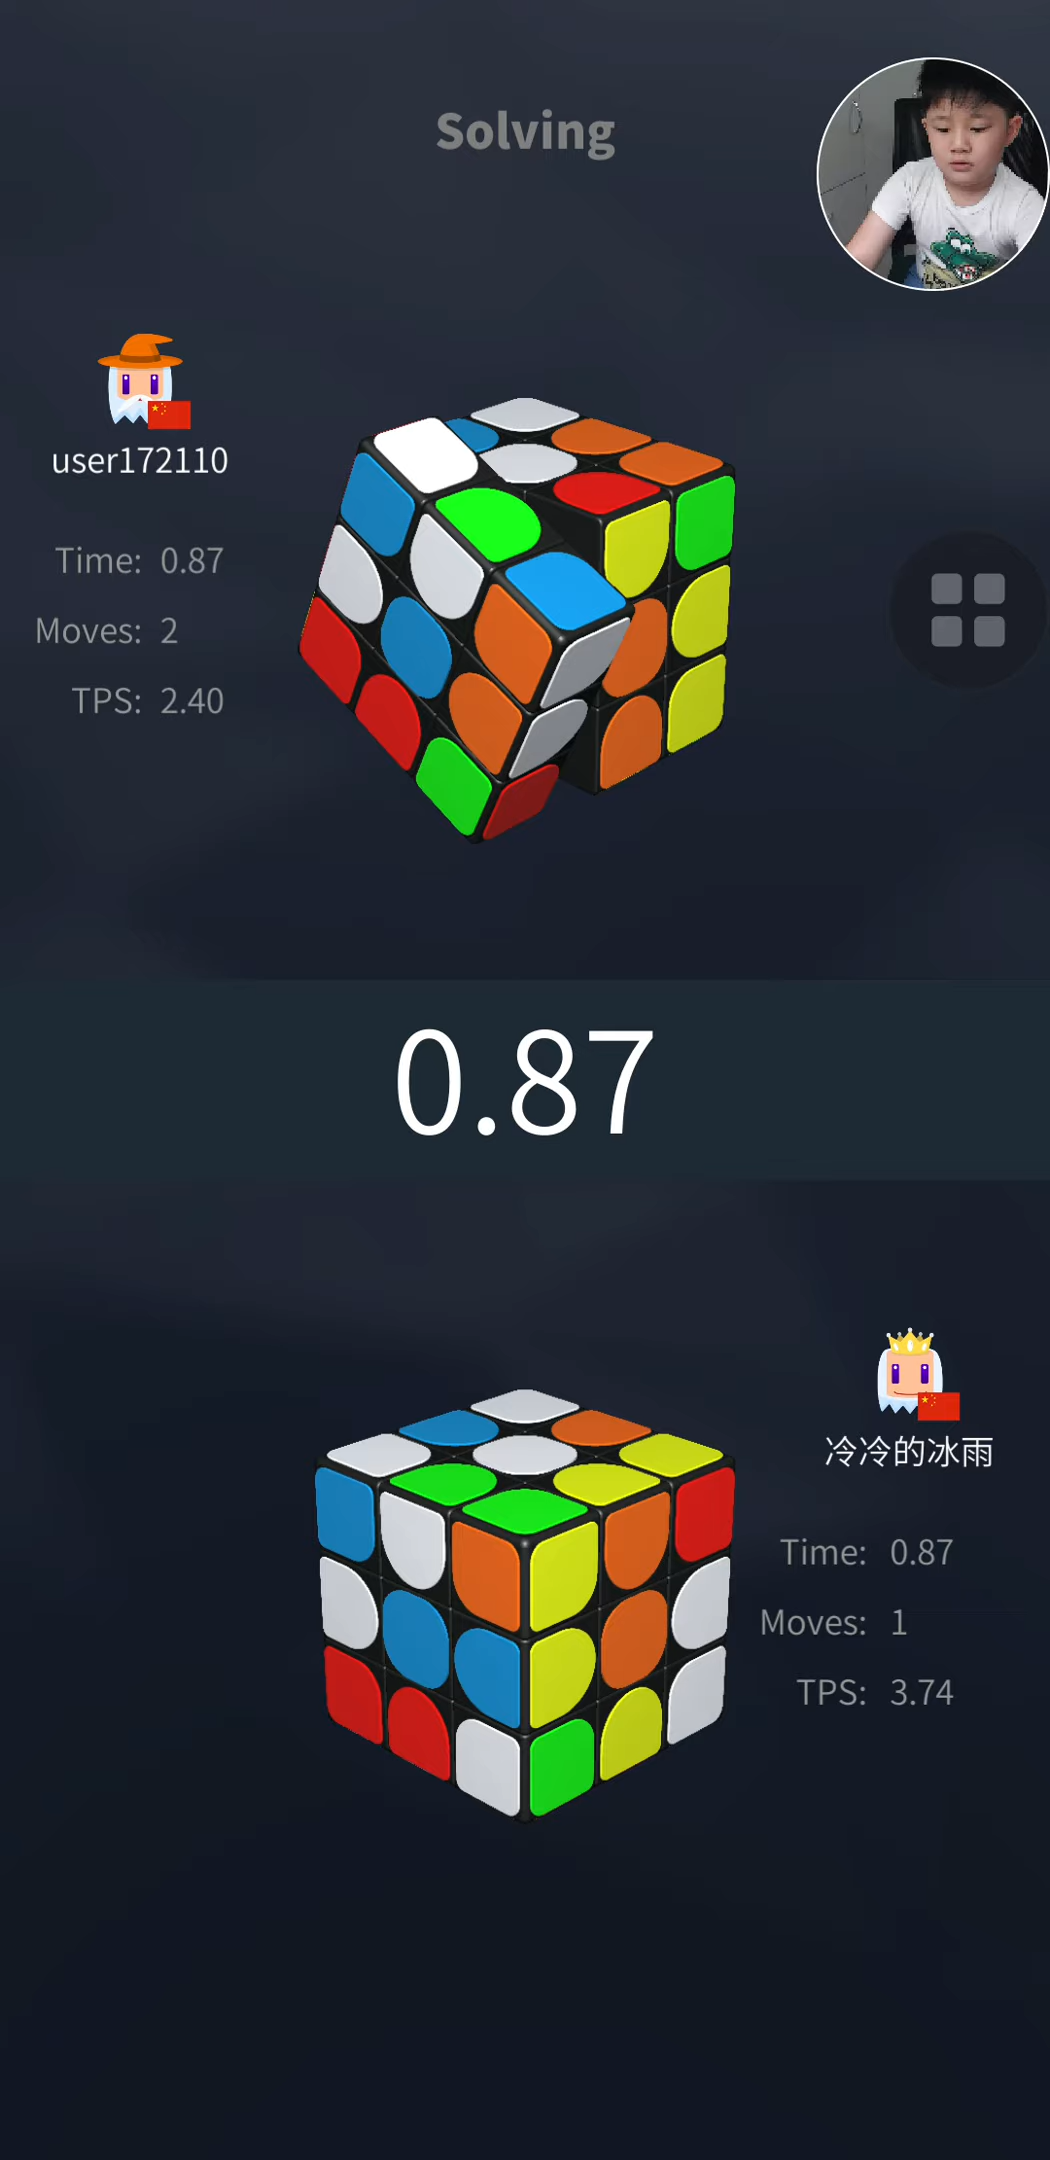 Solving
user172110
Time: 0.87
Moves: 2
TPS: 2.40
0.87
冷冷的冰雨
Time: 0.87
Moves: 1
TPS: 3.74